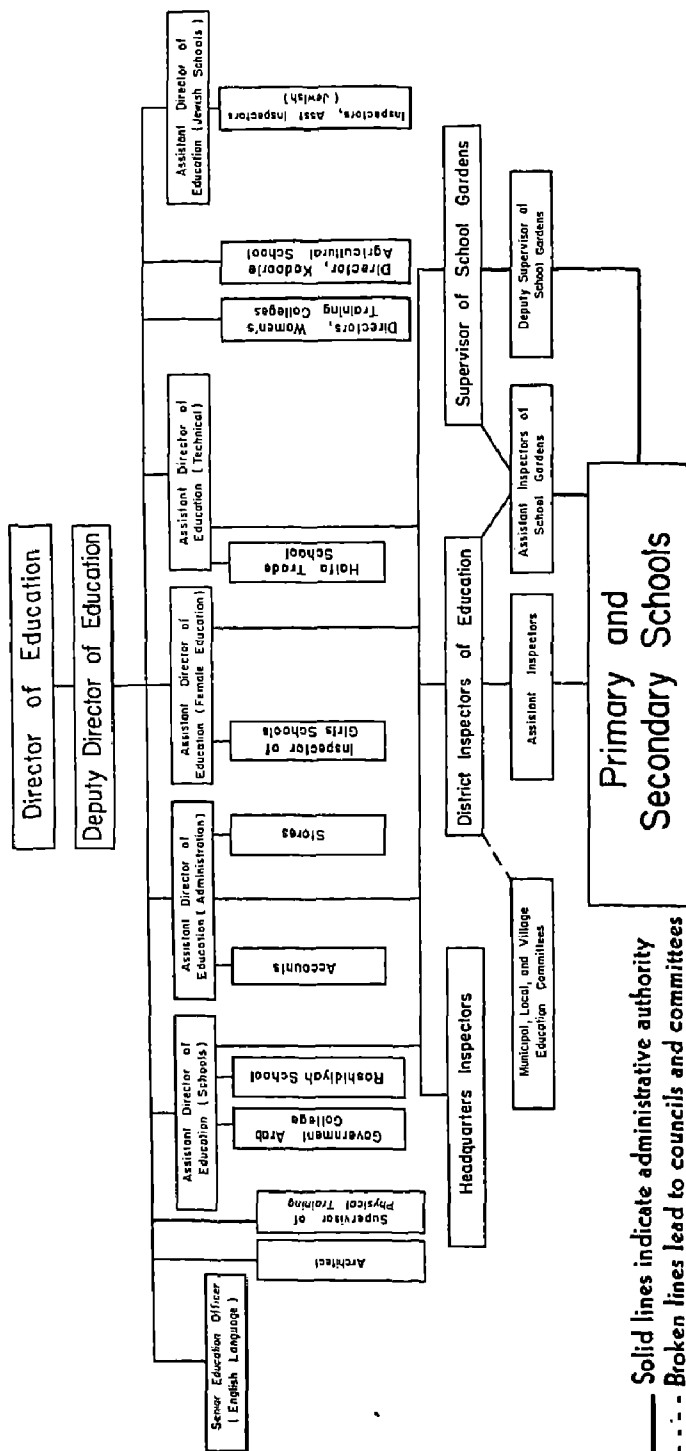 Director of Education
Deputy Director of Education
Senior Education Officer
( English Language )
Architect
Supervisor of
Physical Training
Assistant Director of
Education ( Schools )
Government Arab
College
Rashidiyah School
Assistant Director of
Education ( Administration )
Accounts
Stores
Assistant Director of
Education ( Female Education )
Inspector of
Girls Schools
Assistant Director of
Education ( Technical )
Haifa Trade
School
Directors, Women's
Training Colleges
Director, Kadoorie
Agricultural School
Assistant Director of
Education ( Jewish Schools )
Inspectors, Asst Inspectors
( Jewish )
Headquarters Inspectors
District Inspectors of Education
Supervisor of School Gardens
Municipal, Local, and Village
Education Committees
Assistant Inspectors
Assistant Inspectors of
School Gardens
Deputy Supervisor of
School Gardens
Primary and
Secondary Schools
Solid lines indicate administrative authority
Broken lines lead to councils and committees